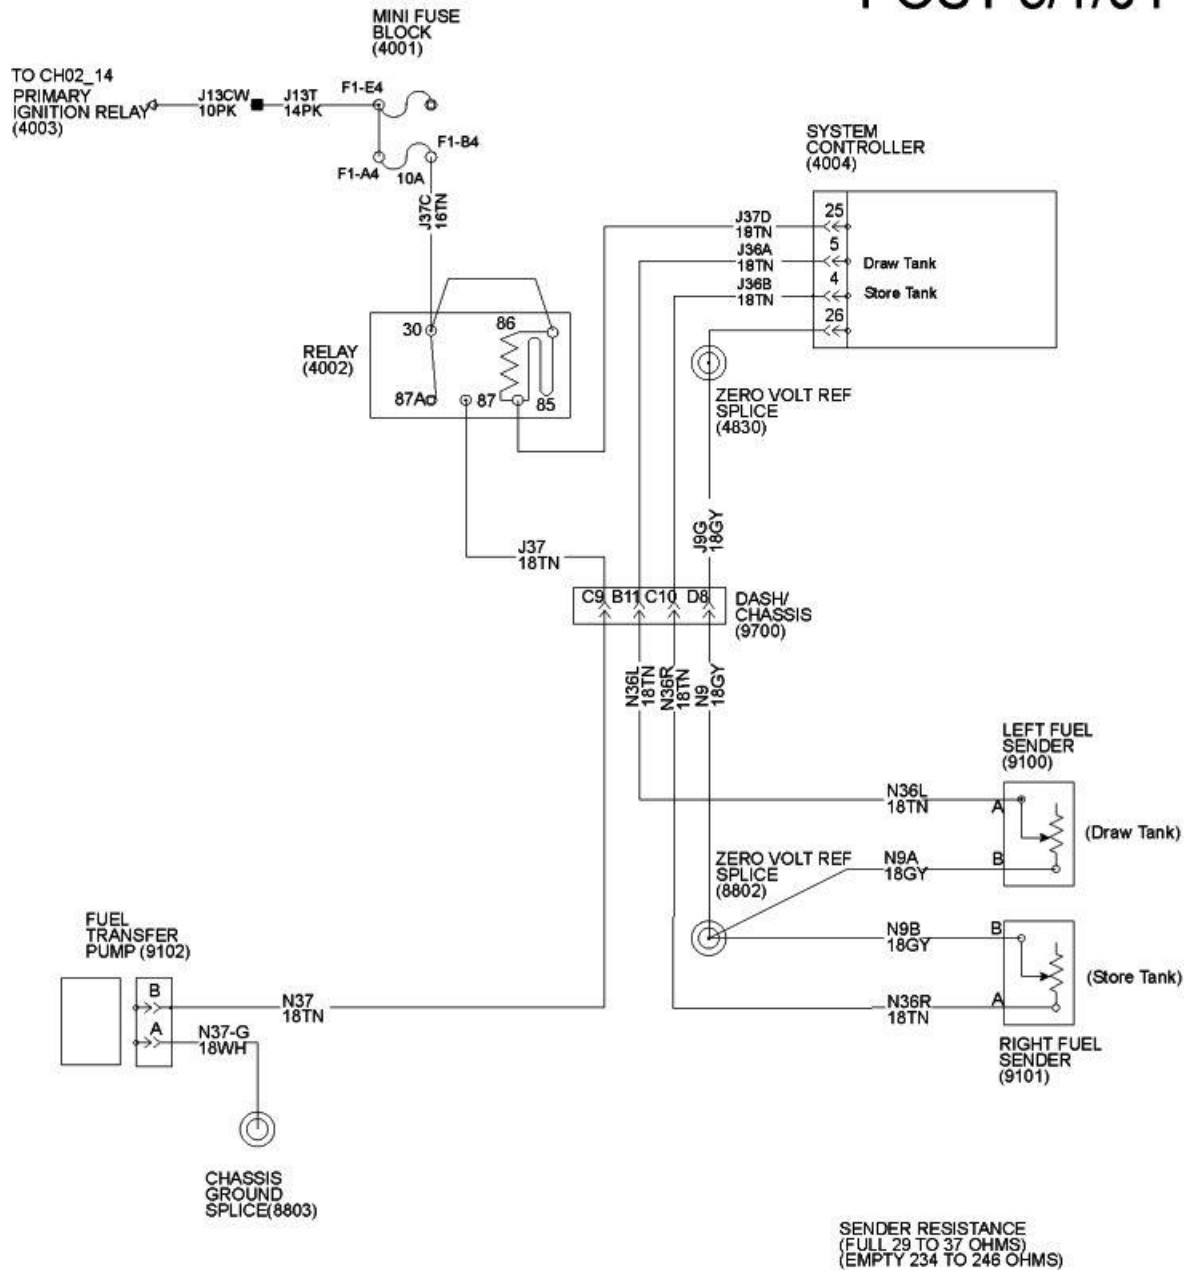 MINI FUSE
BLOCK
(4001)
TO CH02_14
PRIMARY
IGNITION RELAY
(4003)
J13CW
10PK
J13T
14PK
F1-E4
F1-B4
F1-A4
10A
J37C
16TN
SYSTEM
CONTROLLER
(4004)
J37D
18TN
25
J36A
18TN
5
Draw Tank
J36B
18TN
4
Store Tank
26
RELAY
(4002)
30
86
87A
87
85
ZERO VOLT REF
SPLICE
(4830)
J9G
18GY
J37
18TN
C9 B11 C10 D8
DASH/
CHASSIS
(9700)
N36L
18TN
N36R
18TN
N9
18GY
LEFT FUEL
SENDER
(9100)
N36L
18TN
A
(Draw Tank)
ZERO VOLT REF
SPLICE
(8802)
N9A
18GY
B
N9B
18GY
B
(Store Tank)
N36R
18TN
A
RIGHT FUEL
SENDER
(9101)
FUEL
TRANSFER
PUMP (9102)
B
N37
18TN
A
N37-G
18WH
CHASSIS
GROUND
SPLICE(8803)
SENDER RESISTANCE
(FULL 29 TO 37 OHMS)
(EMPTY 234 TO 246 OHMS)